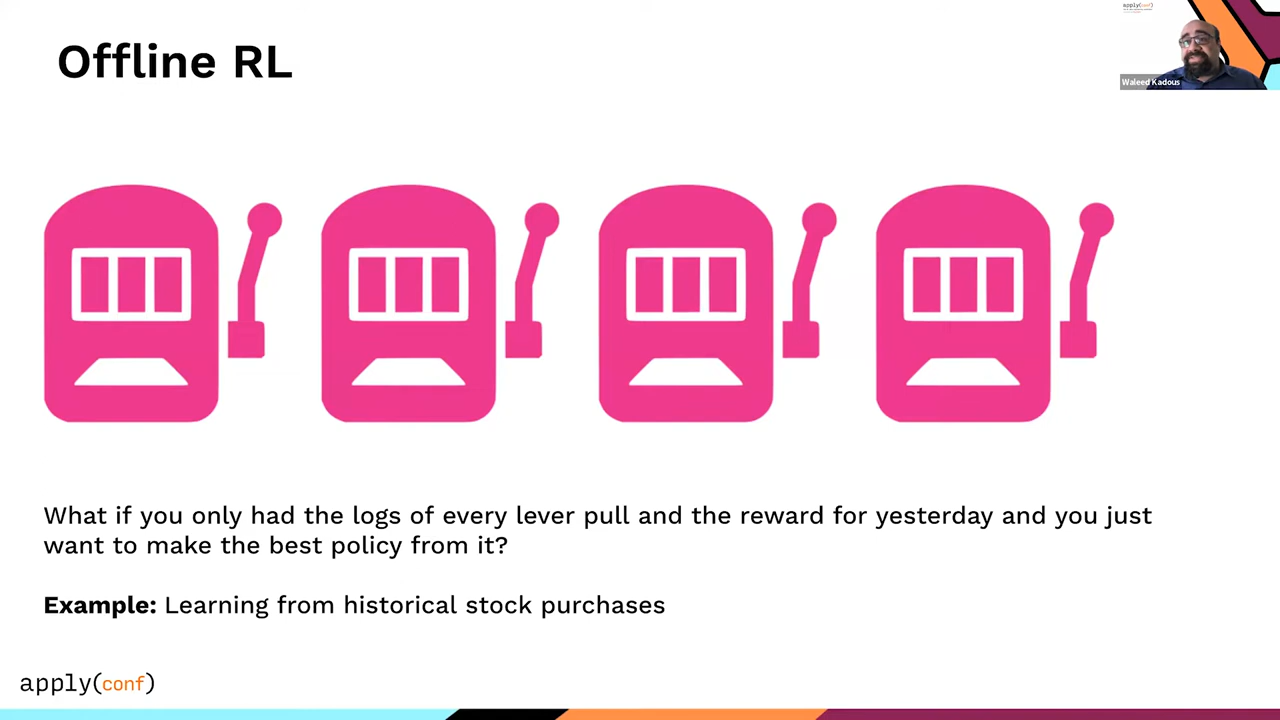 Offline RL
apply(conf)
Waleed Kadous
What if you only had the logs of every lever pull and the reward for yesterday and you just
want to make the best policy from it?
Example: Learning from historical stock purchases
apply(conf)